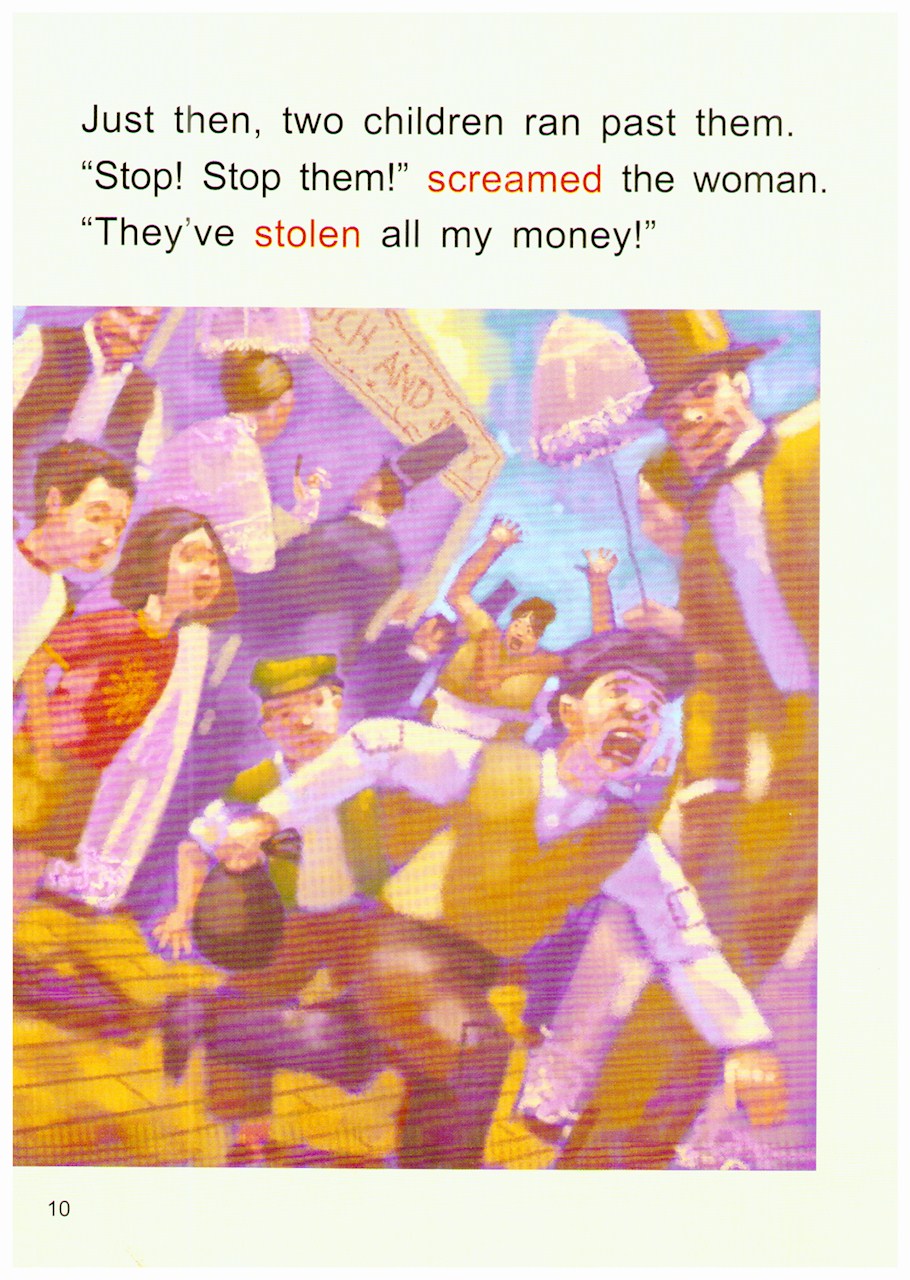 Just then, two children ran past them.
“Stop! Stop them!” screamed the woman.
“They’ve stolen all my money!”
AND
10